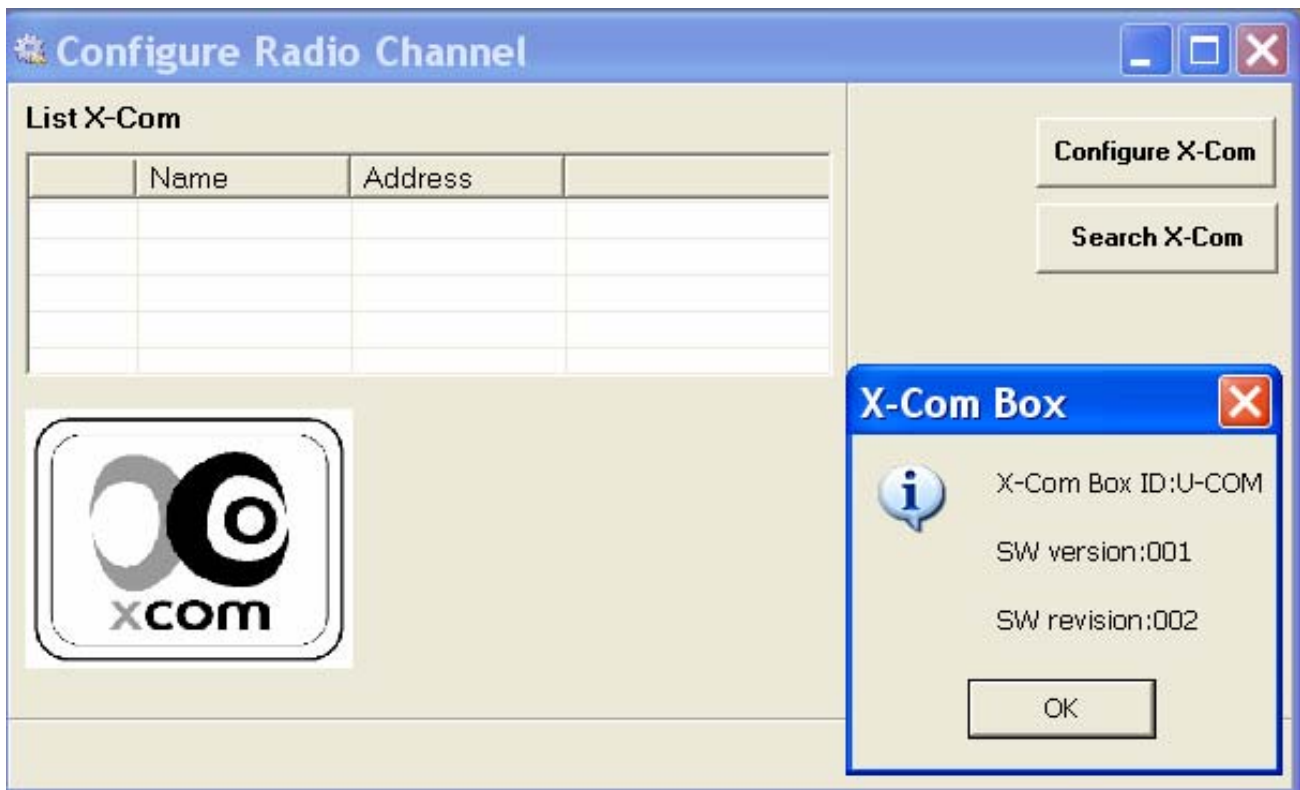 Configure Radio Channel
List X-Com
Name Address
Configure X-Com
Search X-Com
xcom
X-Com Box
X-Com Box ID:U-COM
SW version:001
SW revision:002
OK